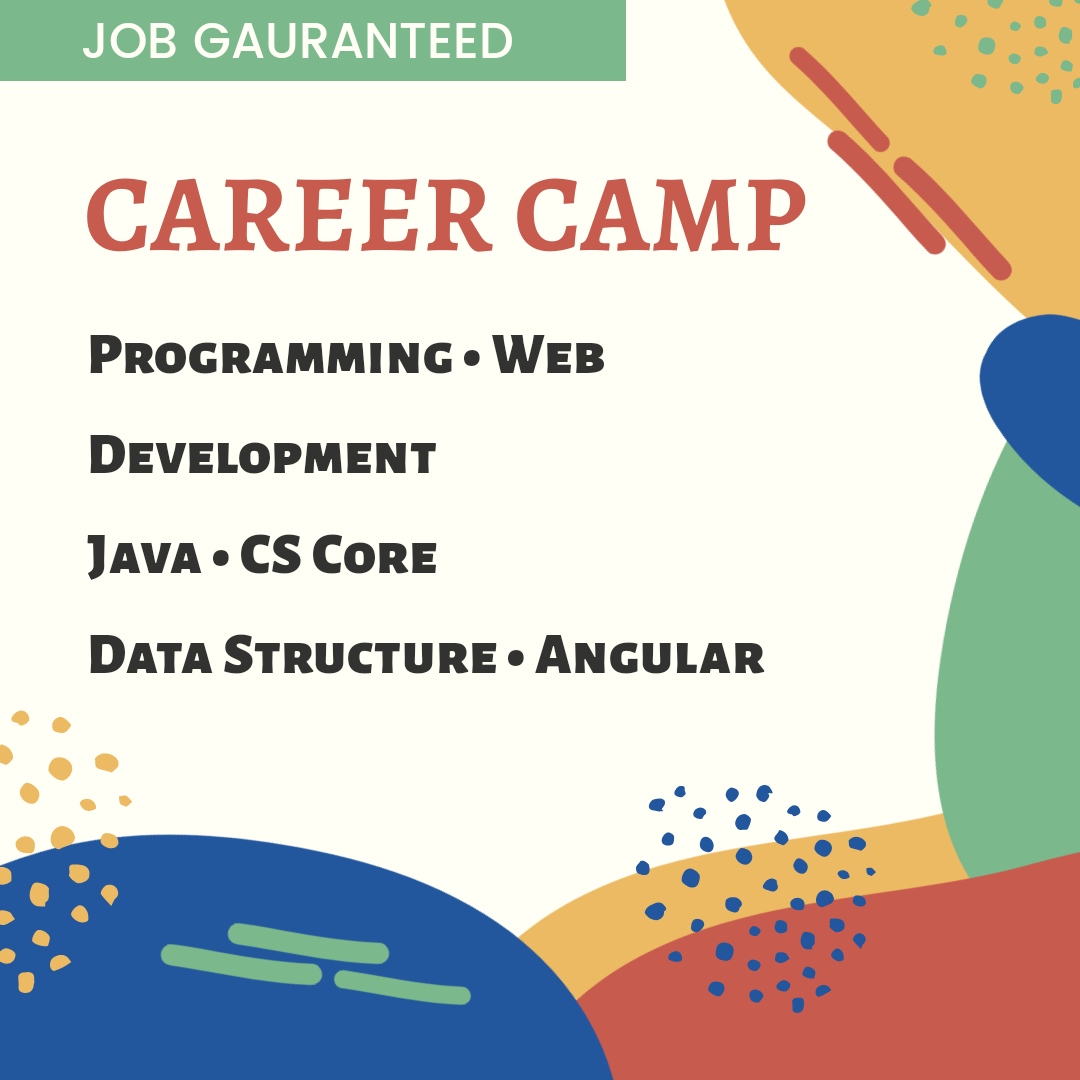 JOB GAURANTEED
CAREER CAMP
Programming • Web
Development
Java • CS Core
Data Structure • Angular